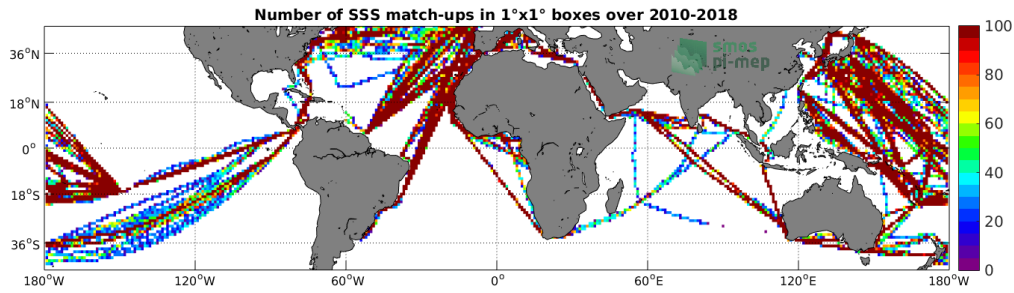 Number of SSS match-ups in 1°x1° boxes over 2010-2018
smos
pi-mep
36°N
18°N
0°
18°S
36°S
180°W
120°W
60°W
0°
60°E
120°E
180°W
100
80
60
40
20
0